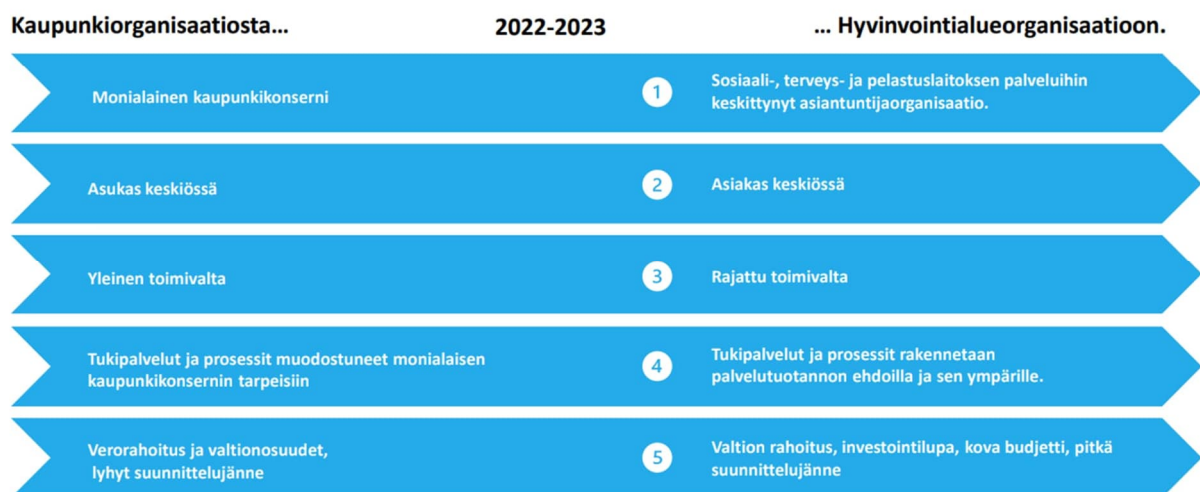 Kaupunkiorganisaatiosta...
2022-2023
... Hyvinvointialueorganisaatioon.
Monialainen kaupunkikonserni
1
Sosiaali-, terveys- ja pelastuslaitoksen palveluihin
keskittynyt asiantuntijaorganisaatio.
Asukas keskiössä
2
Asiakas keskiössä
Yleinen toimivalta
3
Rajattu toimivalta
Tukipalvelut ja prosessit muodostuneet monialaisen
kaupunkikonsernin tarpeisiin
4
Tukipalvelut ja prosessit rakennetaan
palvelutuotannon ehdoilla ja sen ympärille.
Verorahoitus ja valtionosuudet,
lyhyt suunnittelujänne
5
Valtion rahoitus, investointilupa, kova budjetti, pitkä
suunnittelujänne